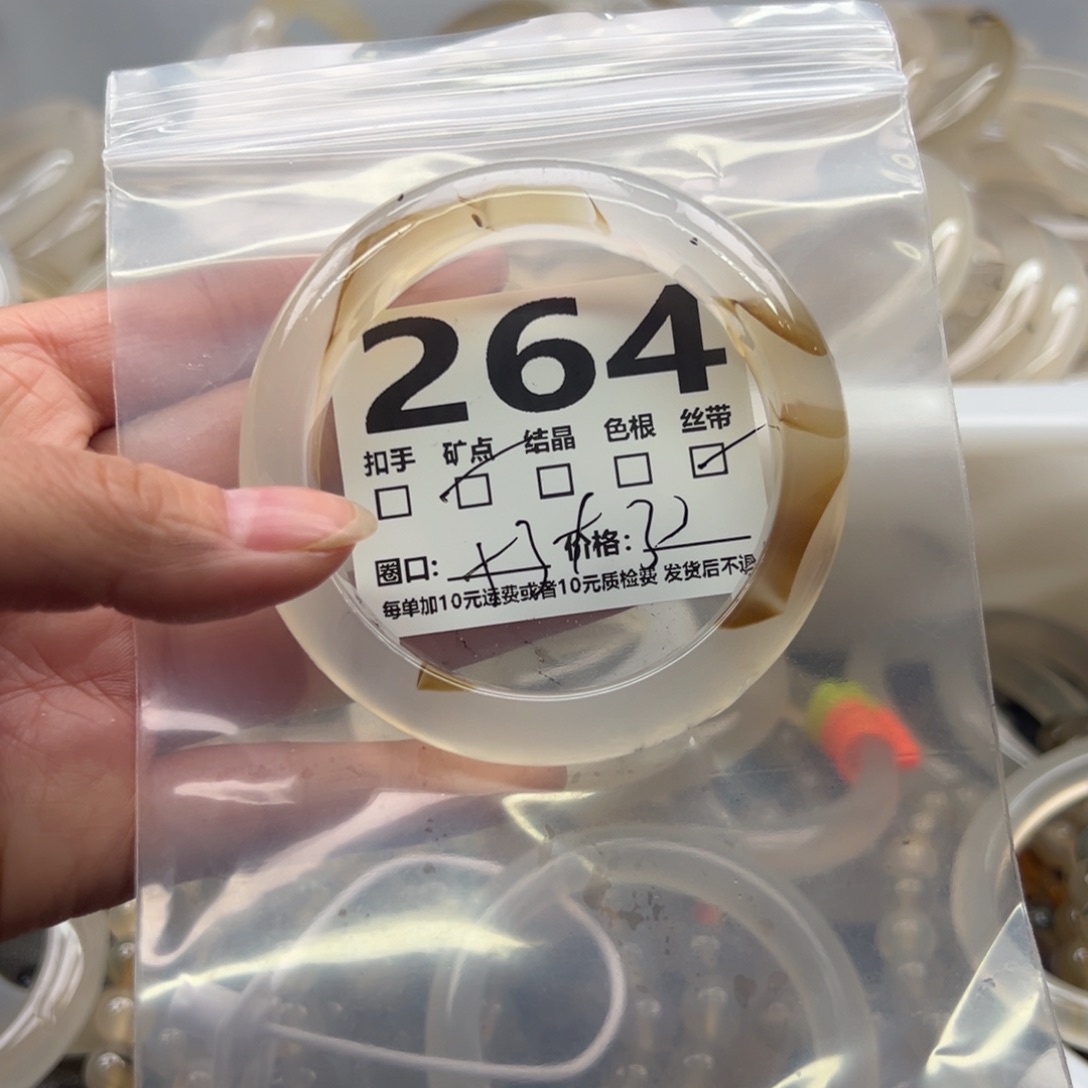 264
扣手 矿点 结晶 色根 丝带
圈口: 价格: 32
每单加10元运费或者10元质检费 发货后不退